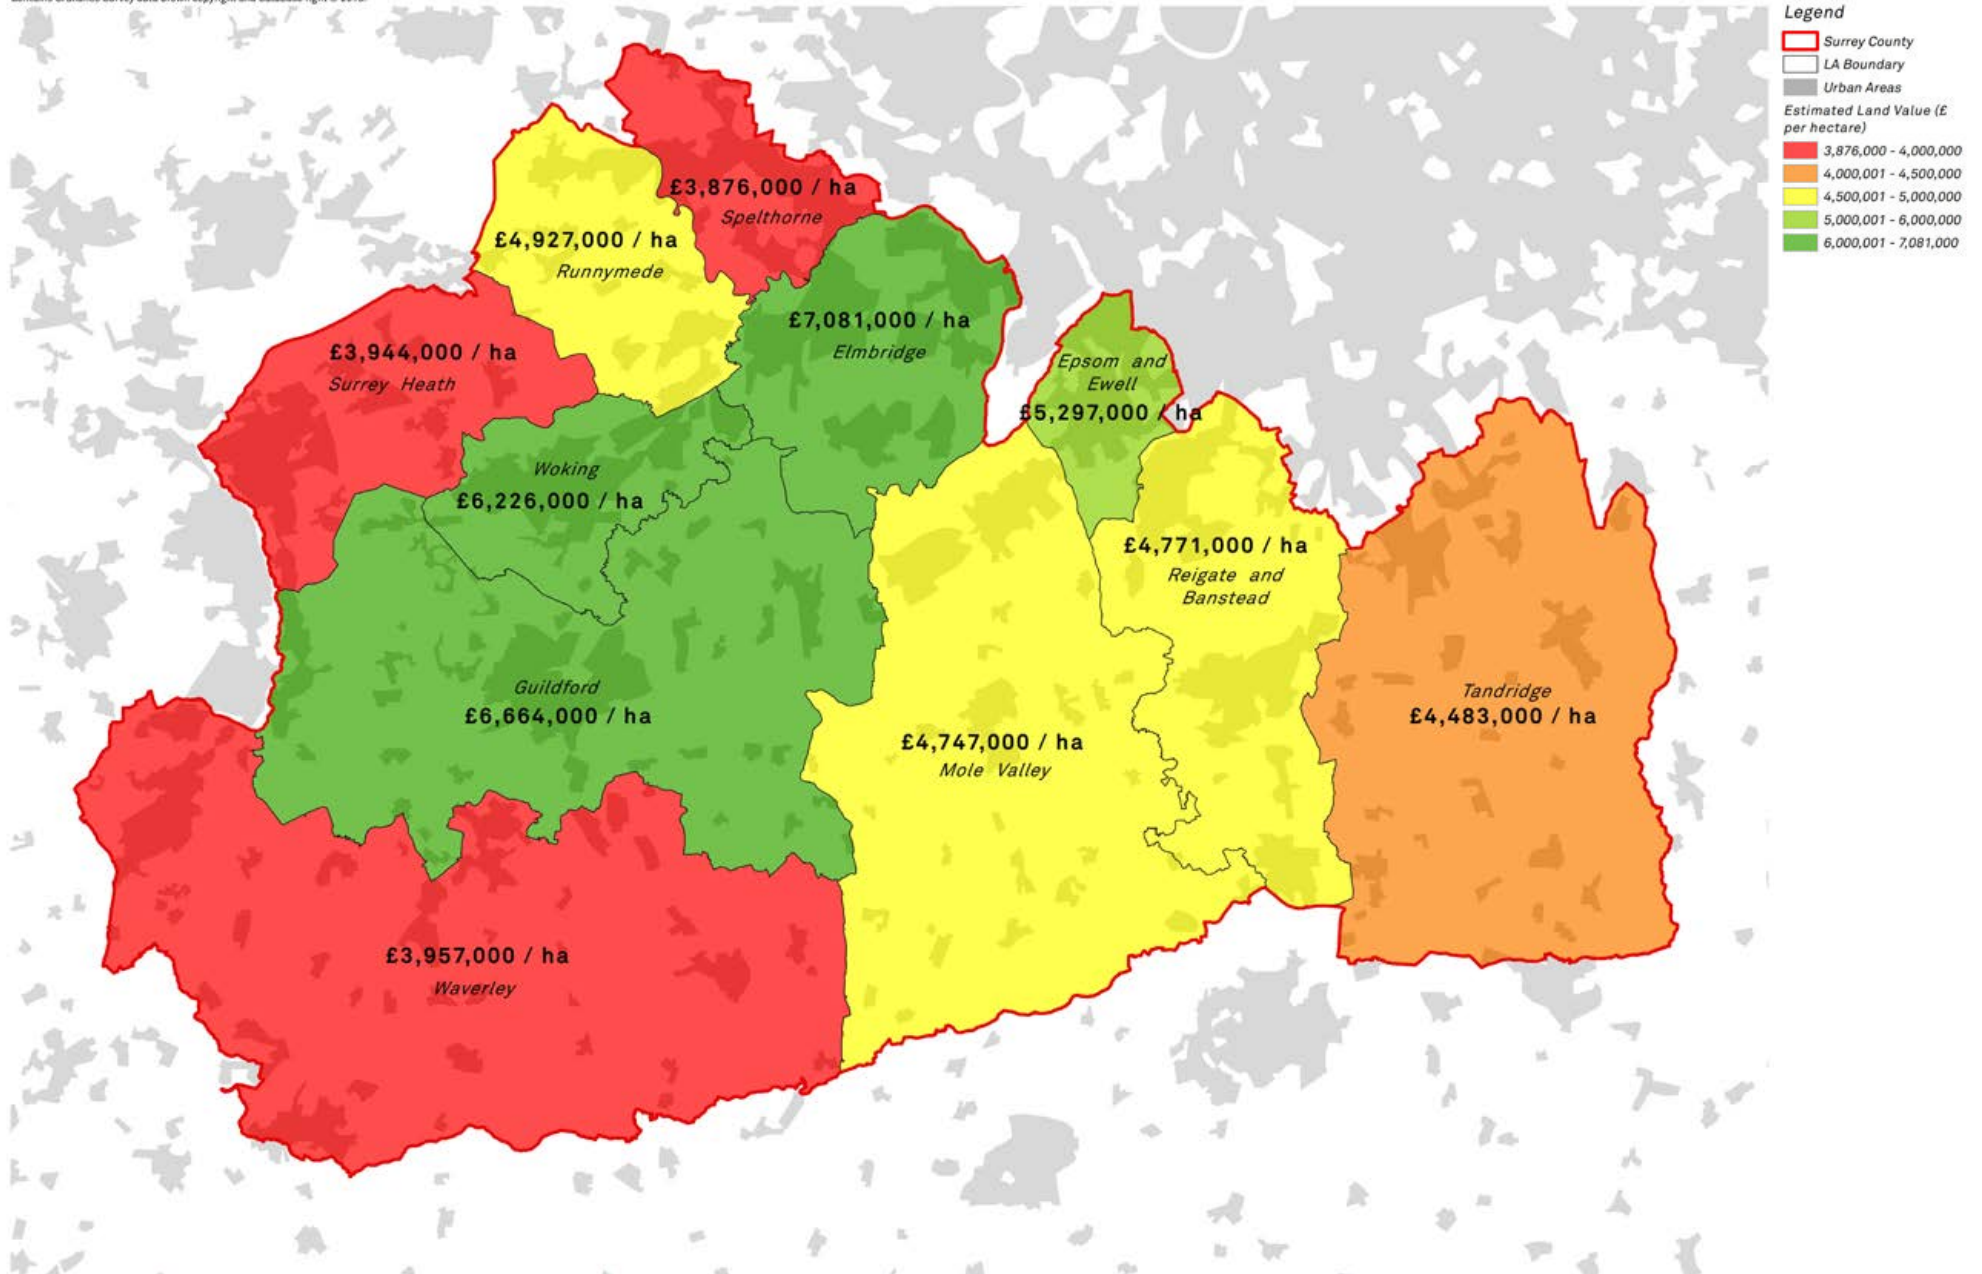 Legend
Surrey County
LA Boundary
Urban Areas
Estimated Land Value (£
per hectare)
3,876,000 - 4,000,000
4,000,001 - 4,500,000
4,500,001 - 5,000,000
5,000,001 - 6,000,000
6,000,001 - 7,081,000
£3,876,000 / ha
Spelthorne
£4,927,000 / ha
Runnymede
£7,081,000 / ha
Elmbridge
£3,944,000 / ha
Surrey Heath
Epsom and
Ewell
£5,297,000 / ha
Woking
£6,226,000 / ha
£4,771,000 / ha
Reigate and
Banstead
Guildford
£6,664,000 / ha
Tandridge
£4,483,000 / ha
£4,747,000 / ha
Mole Valley
£3,957,000 / ha
Waverley